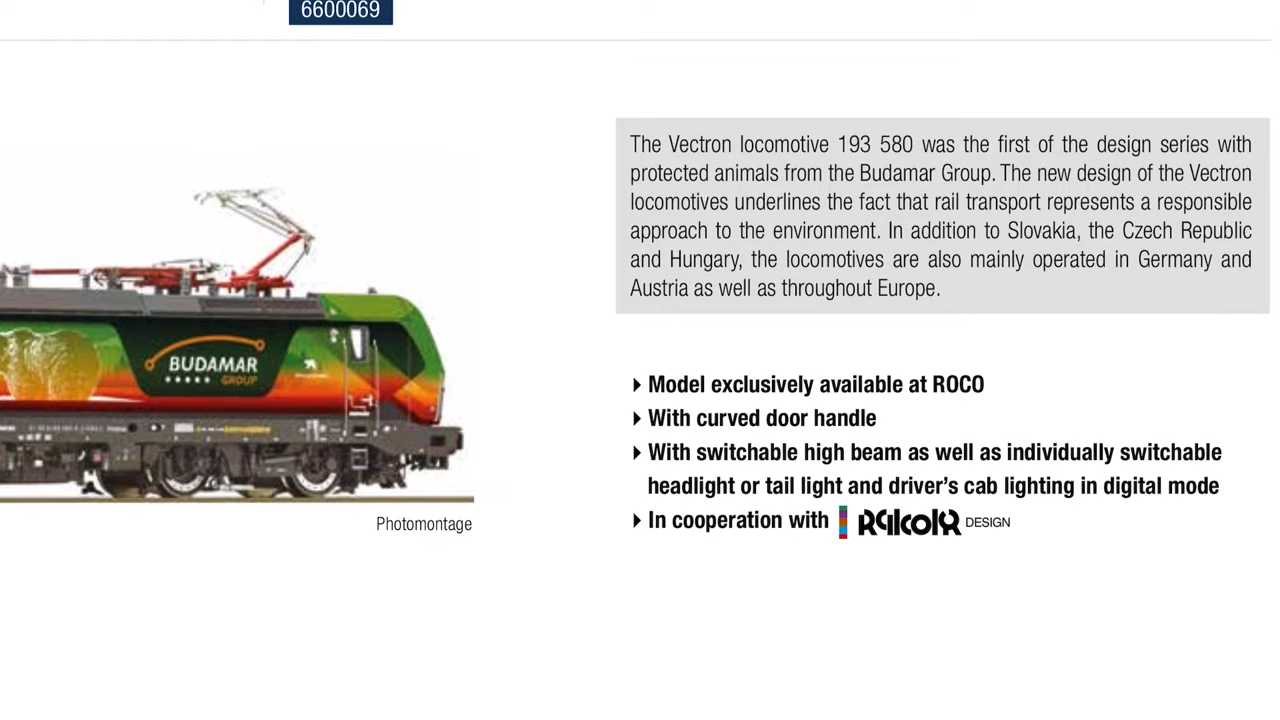 6600069
The Vectron locomotive 193 580 was the first of the design series with
protected animals from the Budamar Group. The new design of the Vectron
locomotives underlines the fact that rail transport represents a responsible
approach to the environment. In addition to Slovakia, the Czech Republic
and Hungary, the locomotives are also mainly operated in Germany and
Austria as well as throughout Europe.
BUDAMAR
GROUP
Photomontage
Model exclusively available at ROCO
With curved door handle
With switchable high beam as well as individually switchable
headlight or tail light and driver’s cab lighting in digital mode
In cooperation with Railcolor DESIGN